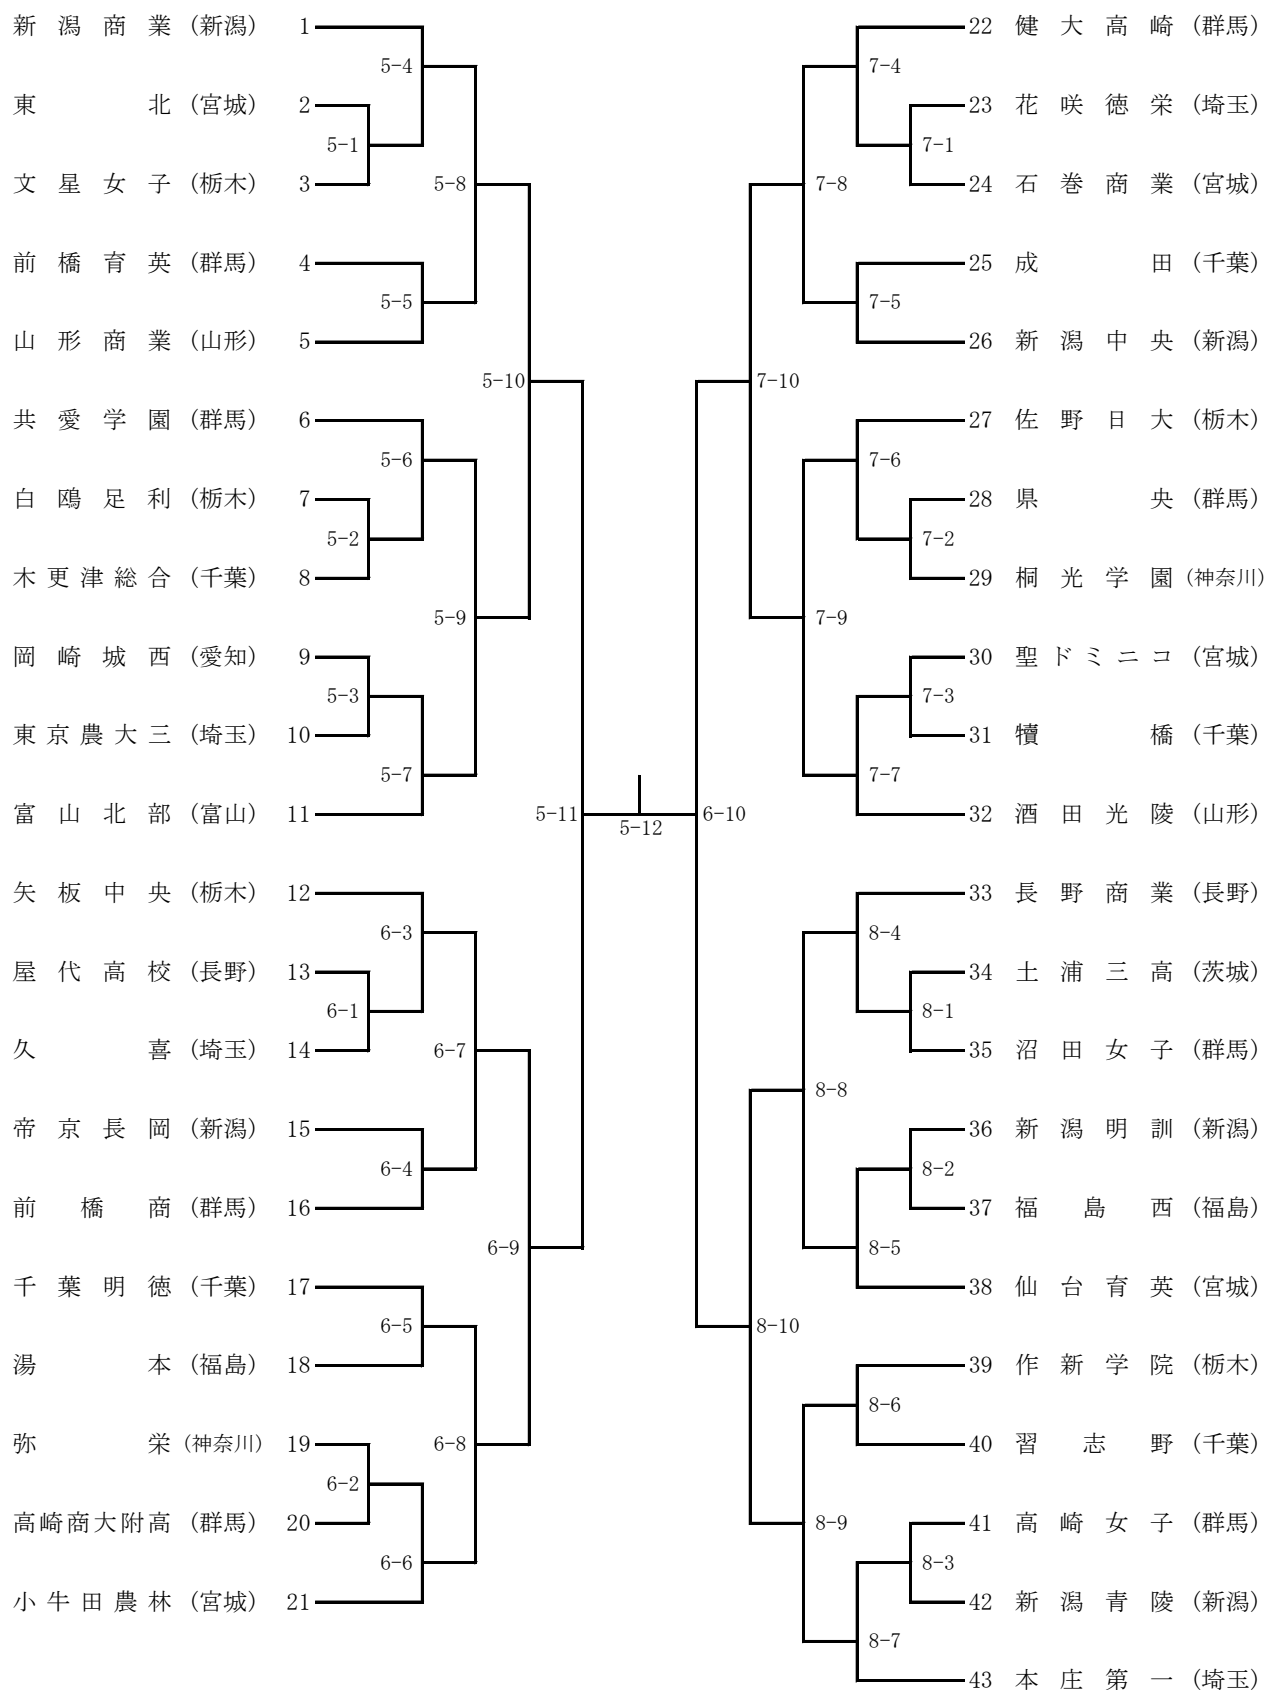 新潟商業 (新潟) 1
5-4
東北 (宮城) 2
5-1
文星女子 (栃木) 3
5-8
前橋育英 (群馬) 4
5-5
山形商業 (山形) 5
5-10
共愛学園 (群馬) 6
5-6
白鴎足利 (栃木) 7
5-2
木更津総合 (千葉) 8
5-9
岡崎城西 (愛知) 9
5-3
東京農大三 (埼玉) 10
5-7
富山北部 (富山) 11
5-11
5-12
矢板中央 (栃木) 12
6-3
屋代高校 (長野) 13
6-1
久喜 (埼玉) 14
6-7
帝京長岡 (新潟) 15
6-4
前橋商 (群馬) 16
6-9
千葉明徳 (千葉) 17
6-5
湯本 (福島) 18
弥栄 (神奈川) 19
6-8
6-2
高崎商大附高 (群馬) 20
6-6
小牛田農林 (宮城) 21
22 健大高崎 (群馬)
7-4
23 花咲徳栄 (埼玉)
7-1
24 石巻商業 (宮城)
7-8
25 成田 (千葉)
7-5
26 新潟中央 (新潟)
7-10
27 佐野日大 (栃木)
7-6
28 県央 (群馬)
7-2
29 桐光学園 (神奈川)
7-9
30 聖ドミニコ (宮城)
7-3
31 犢橋 (千葉)
7-7
32 酒田光陵 (山形)
6-10
33 長野商業 (長野)
8-4
34 土浦三高 (茨城)
8-1
35 沼田女子 (群馬)
8-8
36 新潟明訓 (新潟)
8-2
37 福島西 (福島)
8-5
38 仙台育英 (宮城)
8-10
39 作新学院 (栃木)
8-6
40 習志野 (千葉)
41 高崎女子 (群馬)
8-9
8-3
42 新潟青陵 (新潟)
8-7
43 本庄第一 (埼玉)